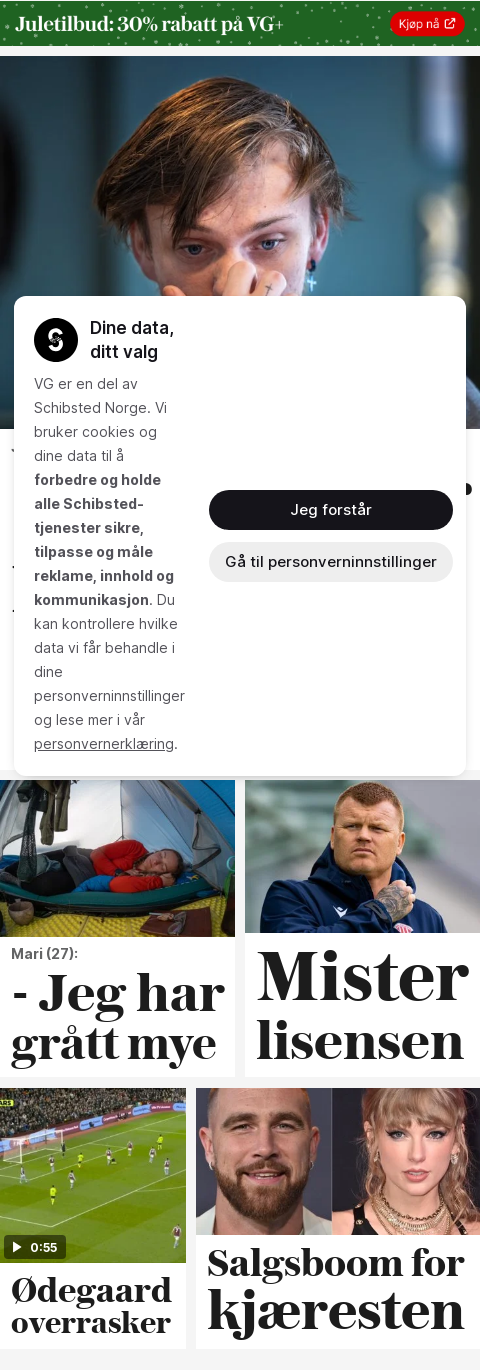 Juletilbud: 30% rabatt på VG+
Kjøp nå
Dine data,
ditt valg
VG er en del av
Schibsted Norge. Vi
bruker cookies og
dine data til å
forbedre og holde
alle Schibsted-
tjenester sikre,
tilpasse og måle
reklame, innhold og
kommunikasjon. Du
kan kontrollere hvilke
data vi får behandle i
dine
personverninnstillinger
og lese mer i vår
personvernerklæring.
Jeg forstår
Gå til personverninnstillinger
Mari (27):
- Jeg har
grått mye
Mister
lisensen
0:55
Ødegaard
overrasker
Salgsboom for
kjæresten